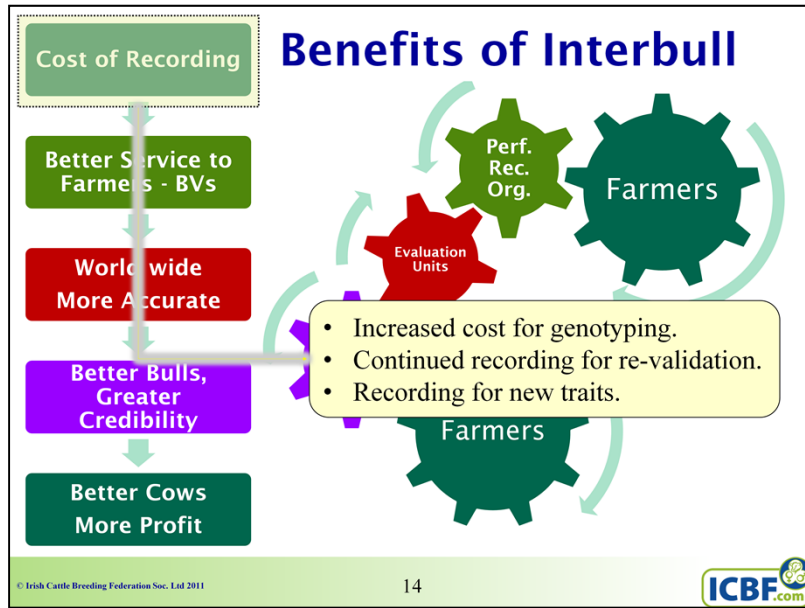 Benefits of Interbull
Cost of Recording
Better Service to
Farmers - BVs
World wide
More Accurate
Better Bulls,
Greater
Credibility
Better Cows
More Profit
Perf.
Rec.
Org.
Farmers
Evaluation
Units
• Increased cost for genotyping.
• Continued recording for re-validation.
• Recording for new traits.
Farmers
© Irish Cattle Breeding Federation Soc. Ltd 2011
14
ICBF.com